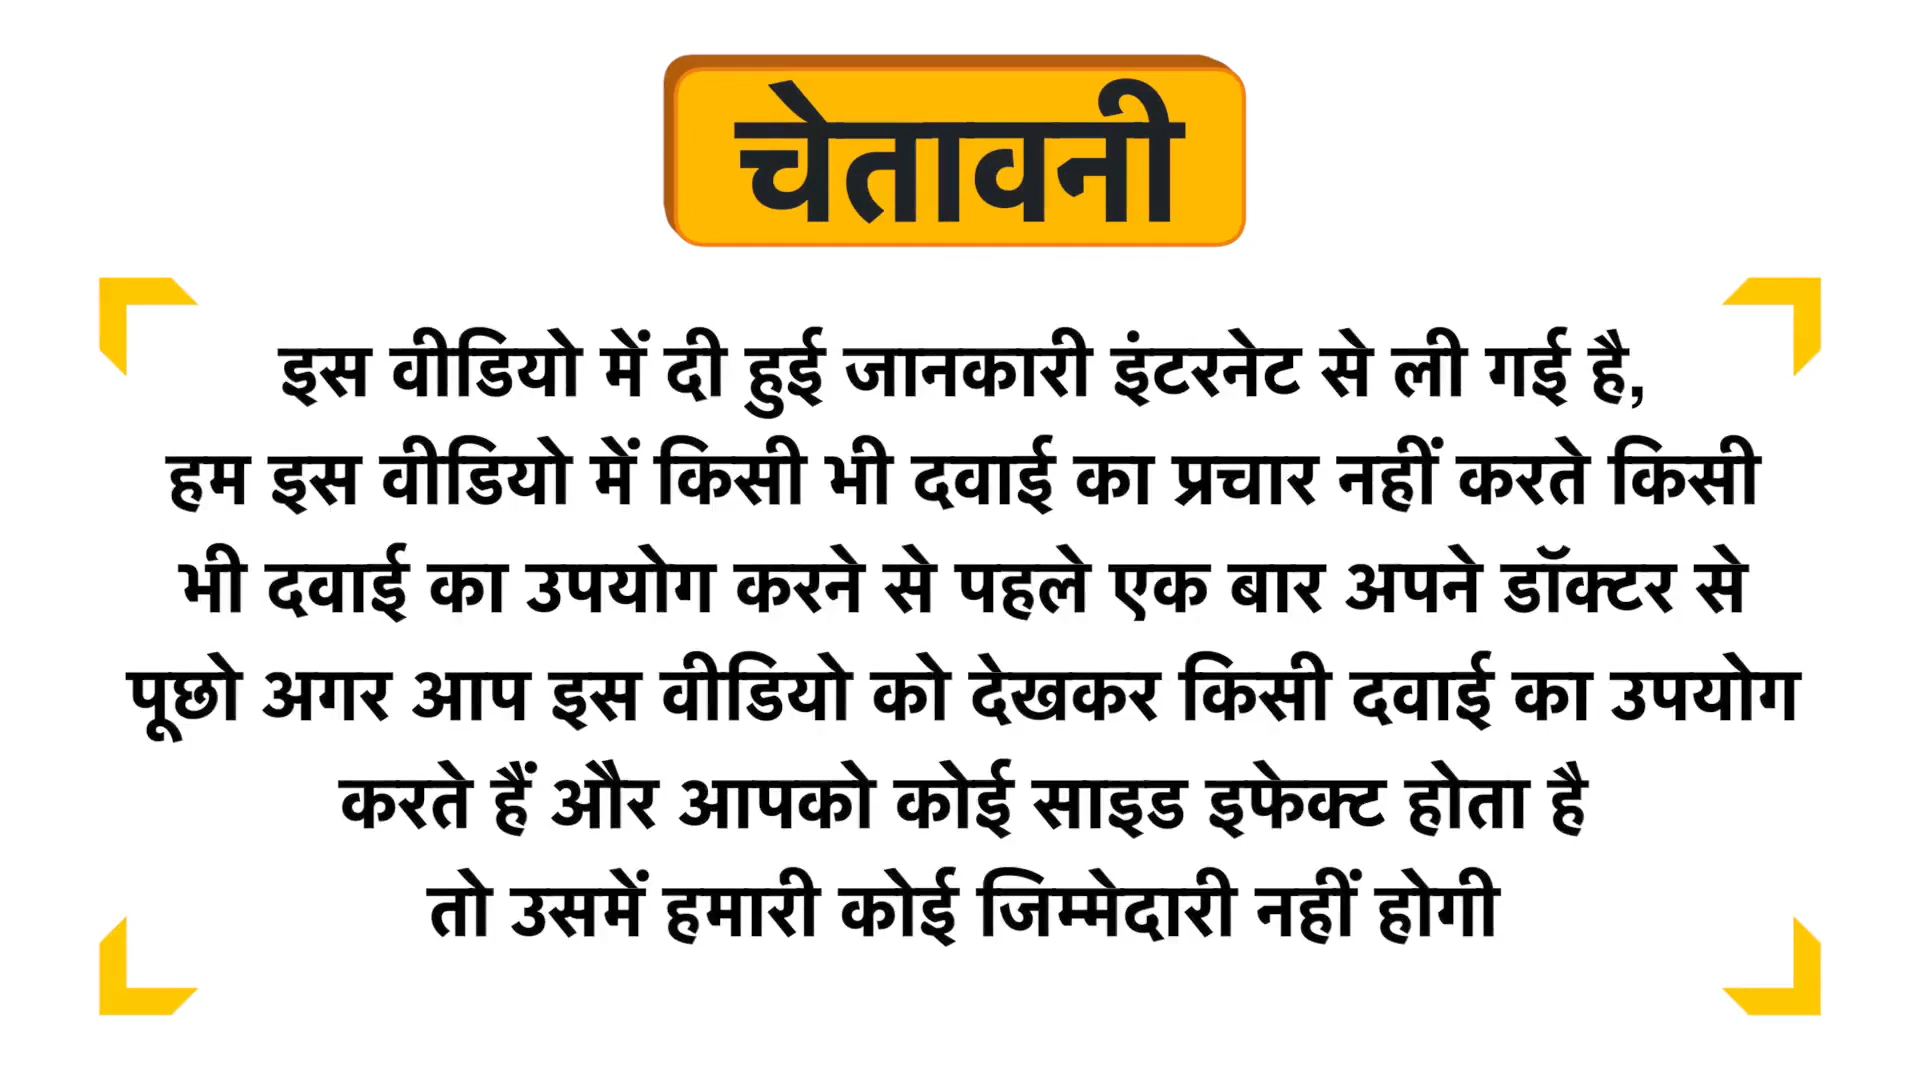 चेतावनी
इस वीडियो में दी हुई जानकारी इंटरनेट से ली गई है,
हम इस वीडियो में किसी भी दवाई का प्रचार नहीं करते किसी
भी दवाई का उपयोग करने से पहले एक बार अपने डॉक्टर से
पूछो अगर आप इस वीडियो को देखकर किसी दवाई का उपयोग
करते हैं और आपको कोई साइड इफेक्ट होता है
तो उसमें हमारी कोई जिम्मेदारी नहीं होगी